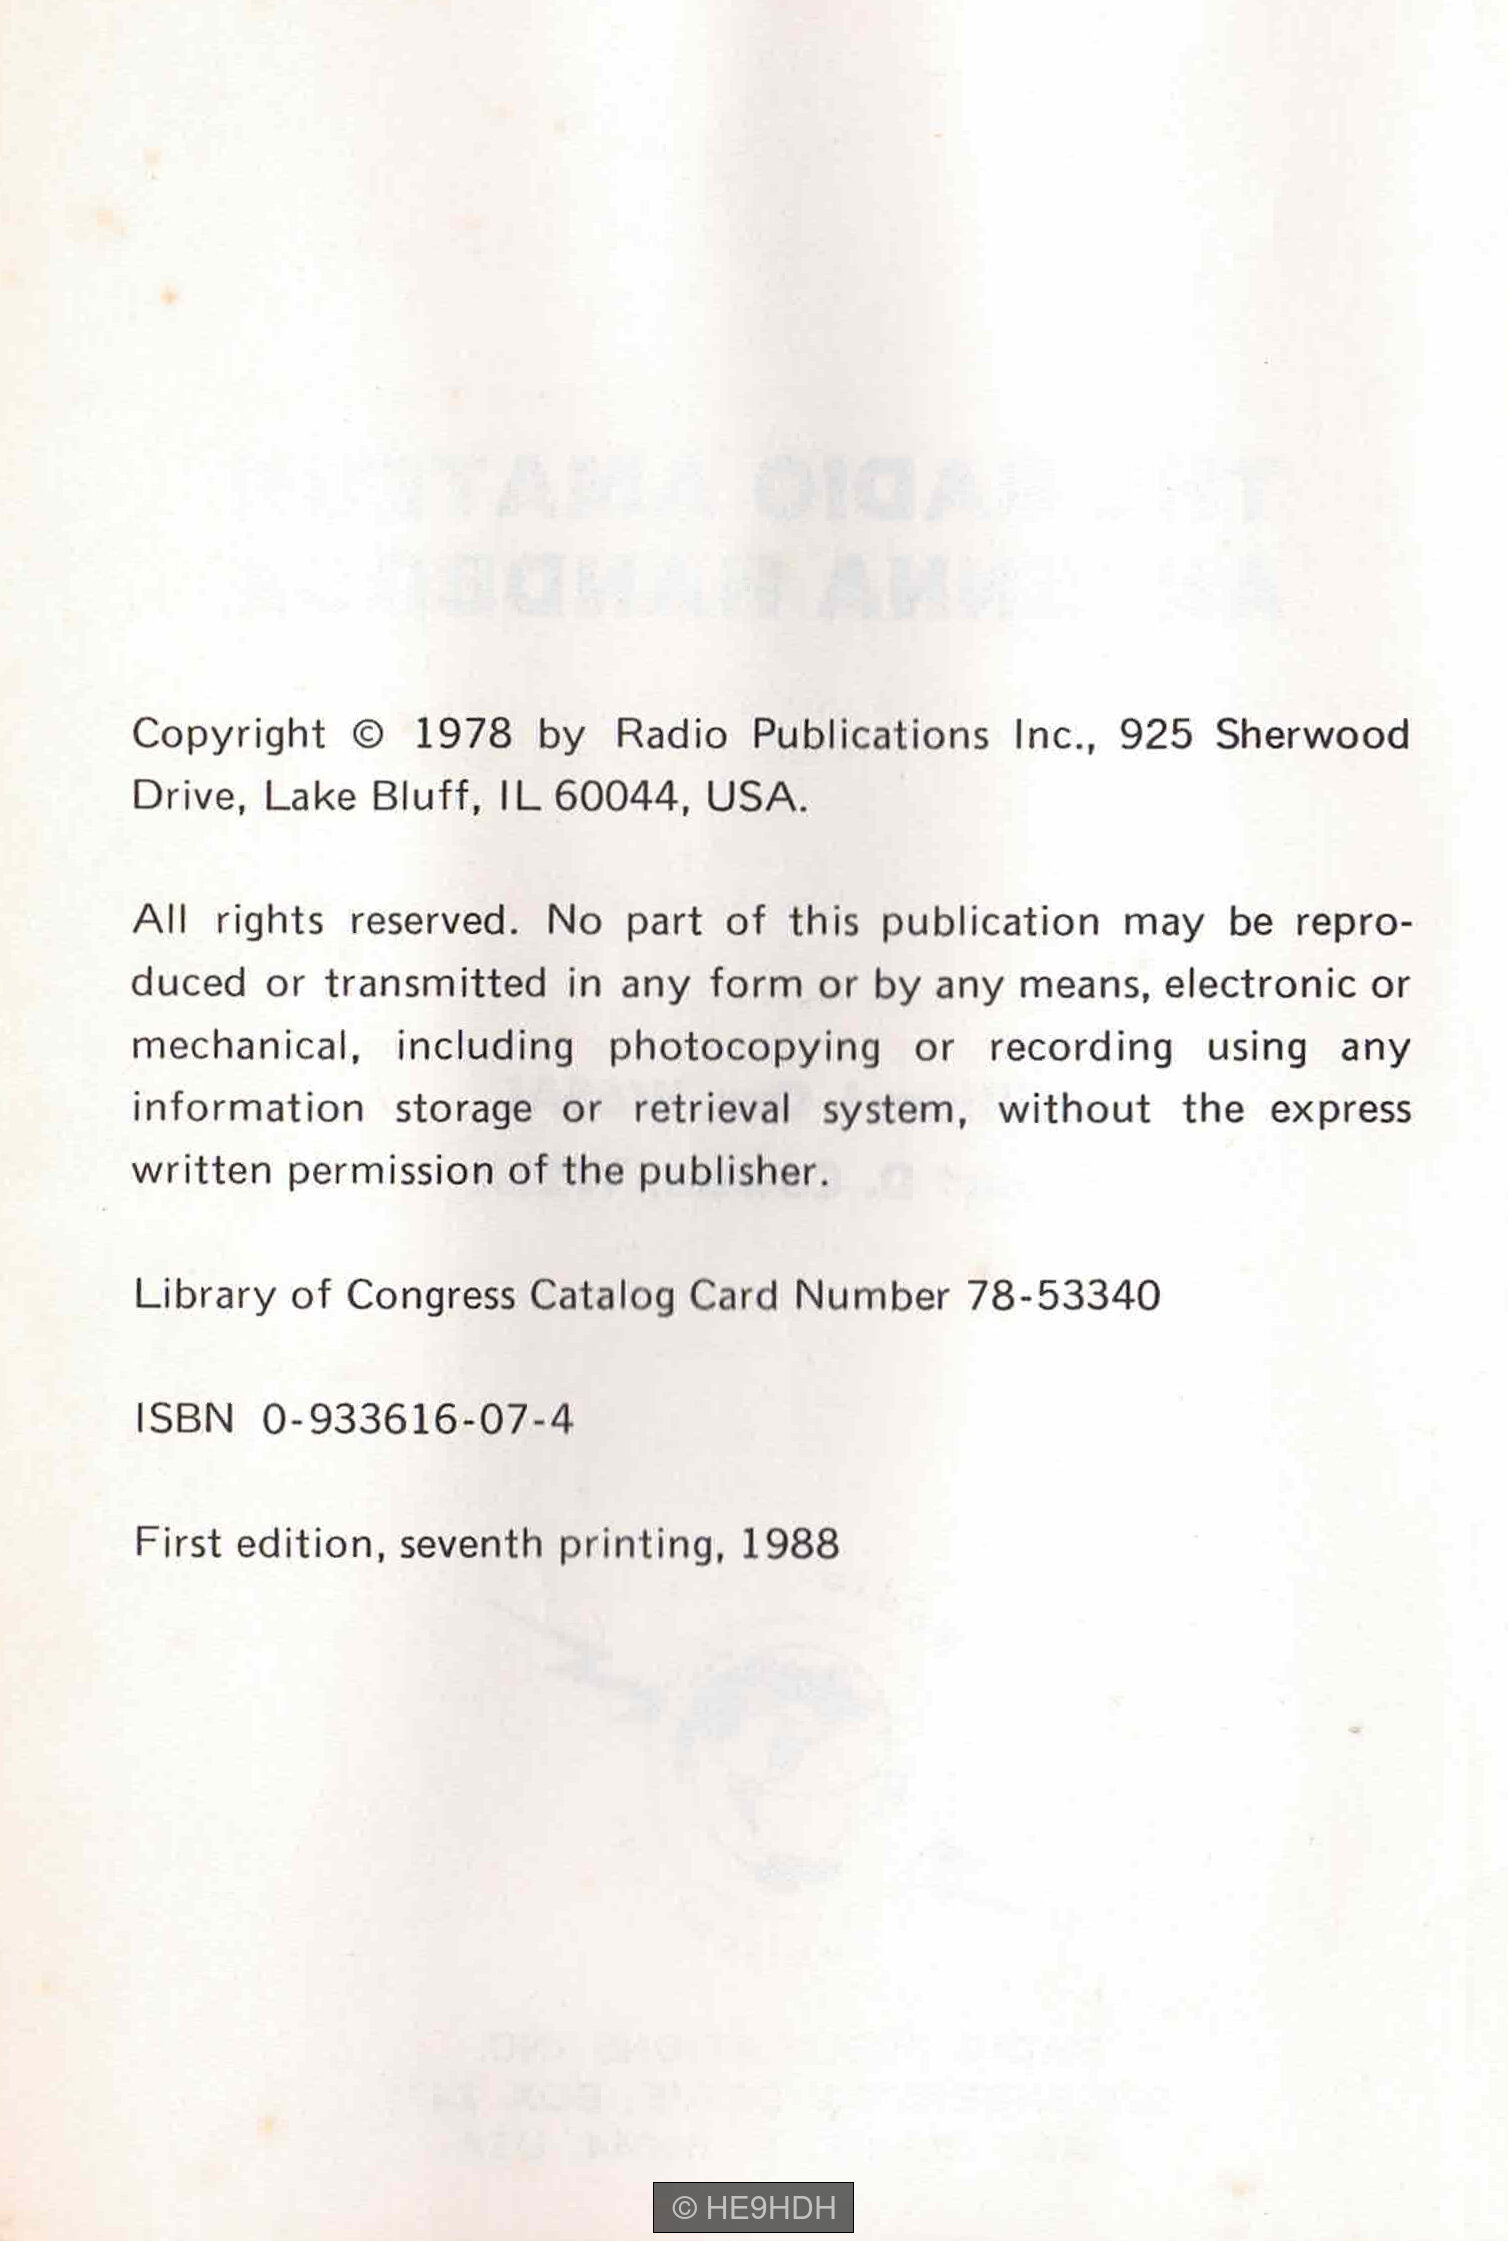 Copyright © 1978 by Radio Publications Inc., 925 Sherwood
Drive, Lake Bluff, IL 60044, USA.
All rights reserved. No part of this publication may be repro-
duced or transmitted in any form or by any means, electronic or
mechanical, including photocopying or recording using any
information storage or retrieval system, without the express
written permission of the publisher.
Library of Congress Catalog Card Number 78-53340
ISBN 0-933616-07-4
First edition, seventh printing, 1988
© HE9HDH